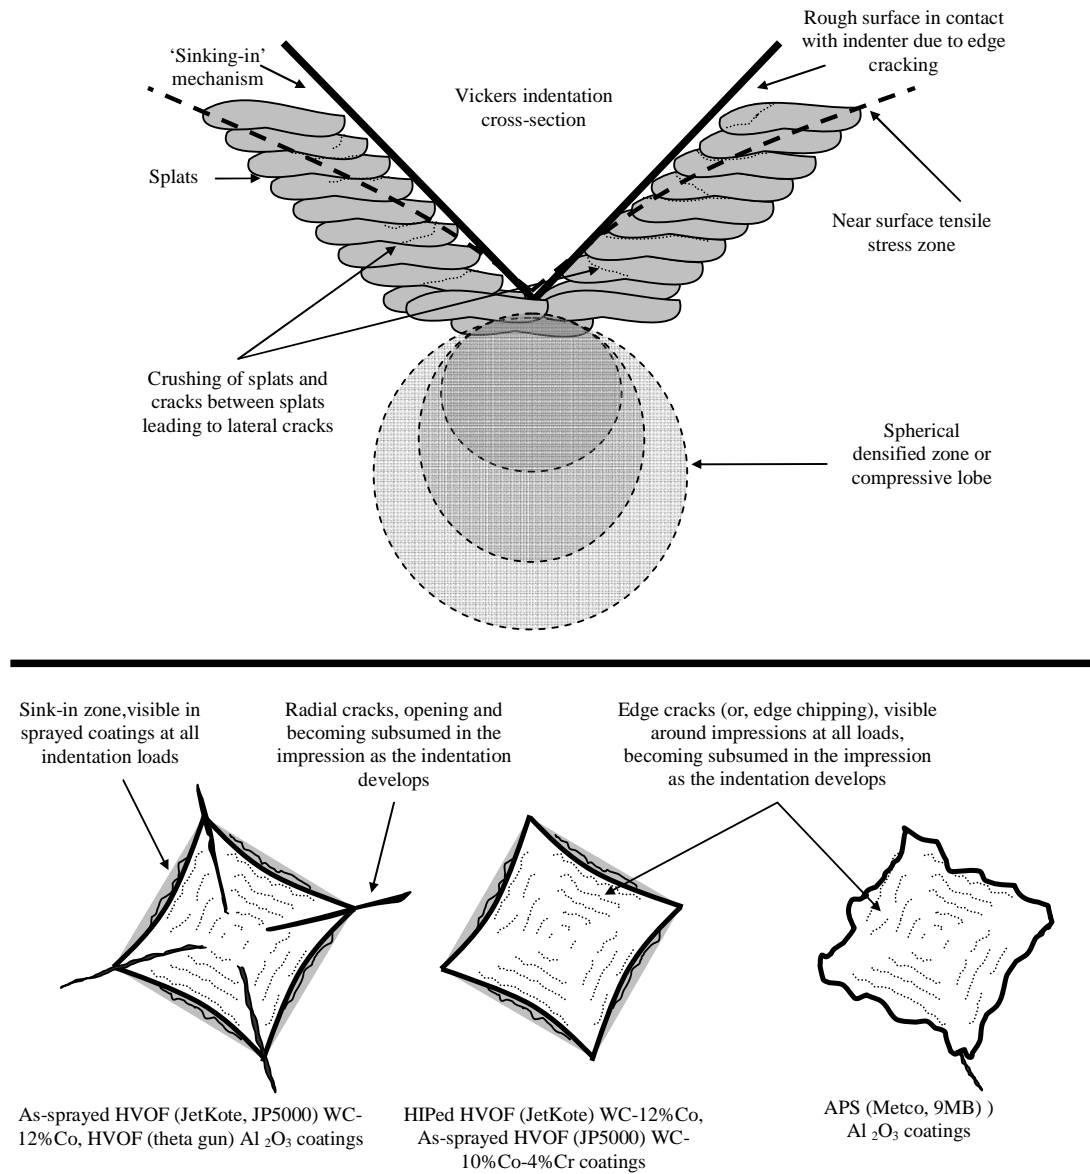 'Sinking-in'
mechanism
Vickers indentation
cross-section
Rough surface in contact
with indenter due to edge
cracking
Splats
Near surface tensile
stress zone
Crushing of splats and
cracks between splats
leading to lateral cracks
Spherical
densified zone or
compressive lobe
Sink-in zone,visible in
sprayed coatings at all
indentation loads
Radial cracks, opening and
becoming subsumed in the
impression as the indentation
develops
Edge cracks (or, edge chipping), visible
around impressions at all loads,
becoming subsumed in the impression
as the indentation develops
As-sprayed HVOF (JetKote, JP5000) WC-
12%Co, HVOF (theta gun) Al ₂O₃ coatings
HIPed HVOF (JetKote) WC-12%Co,
As-sprayed HVOF (JP5000) WC-
10%Co-4%Cr coatings
APS (Metco, 9MB) )
Al ₂O₃ coatings